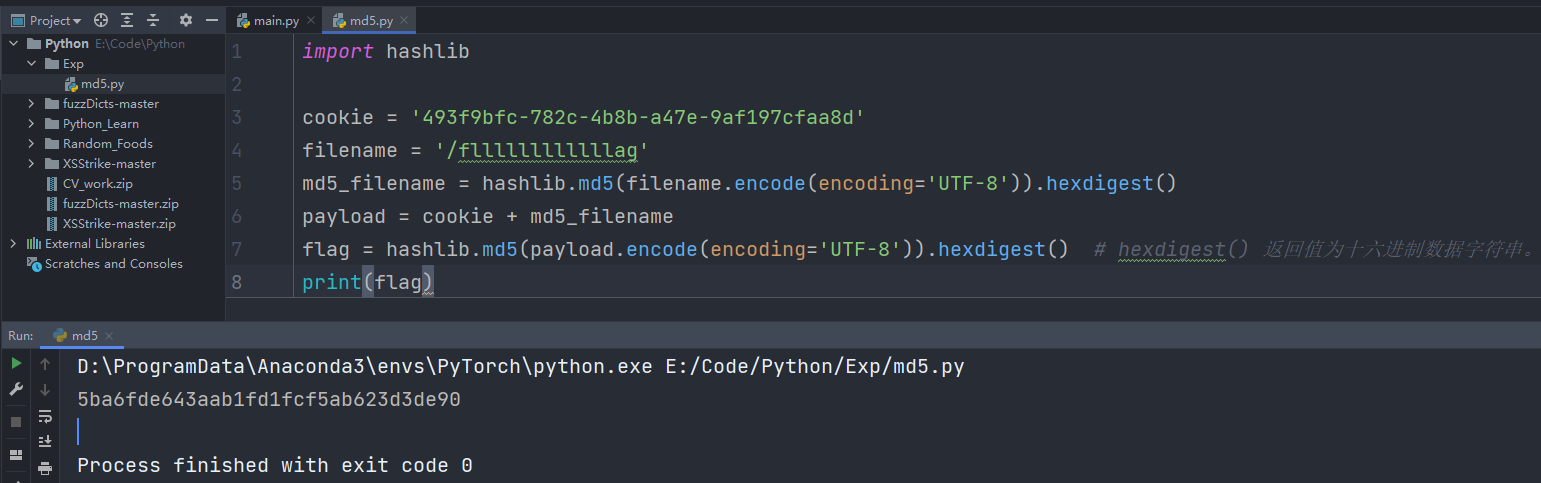 Project main.py md5.py
Python E:\Code\Python
Exp
md5.py
fuzzDicts-master
Python_Learn
Random_Foods
XSStrike-master
CV_work.zip
fuzzDicts-master.zip
XSStrike-master.zip
External Libraries
Scratches and Consoles
1 import hashlib
2
3 cookie = '493f9bfc-782c-4b8b-a47e-9af197cfaa8d'
4 filename = '/fllllllllllllag'
5 md5_filename = hashlib.md5(filename.encode(encoding='UTF-8')).hexdigest()
6 payload = cookie + md5_filename
7 flag = hashlib.md5(payload.encode(encoding='UTF-8')).hexdigest()  # hexdigest() 返回值为十六进制数据字符串。
8 print(flag)
Run: md5
D:\ProgramData\Anaconda3\envs\PyTorch\python.exe E:/Code/Python/Exp/md5.py
5ba6fde643aab1fd1fcf5ab623d3de90
Process finished with exit code 0